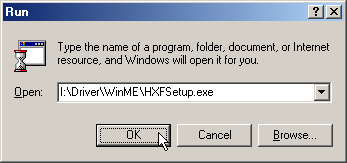 Run
Type the name of a program, folder, document, or Internet
resource, and Windows will open it for you.
Open: I:\Driver\WinME\HXFSetup.exe
OK Cancel Browse...